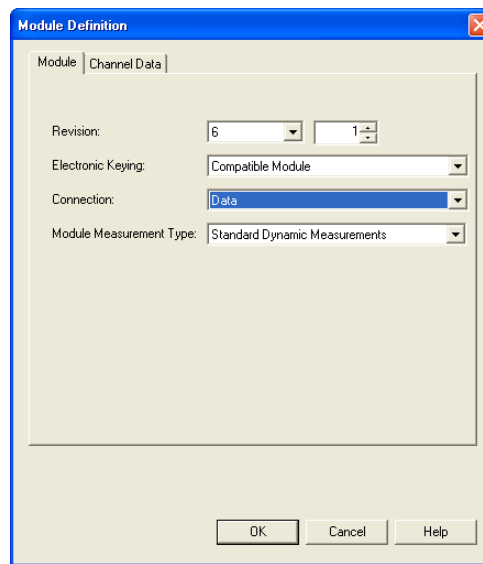 Module Definition
Module Channel Data
Revision: 6 1
Electronic Keying: Compatible Module
Connection: Data
Module Measurement Type: Standard Dynamic Measurements
OK Cancel Help